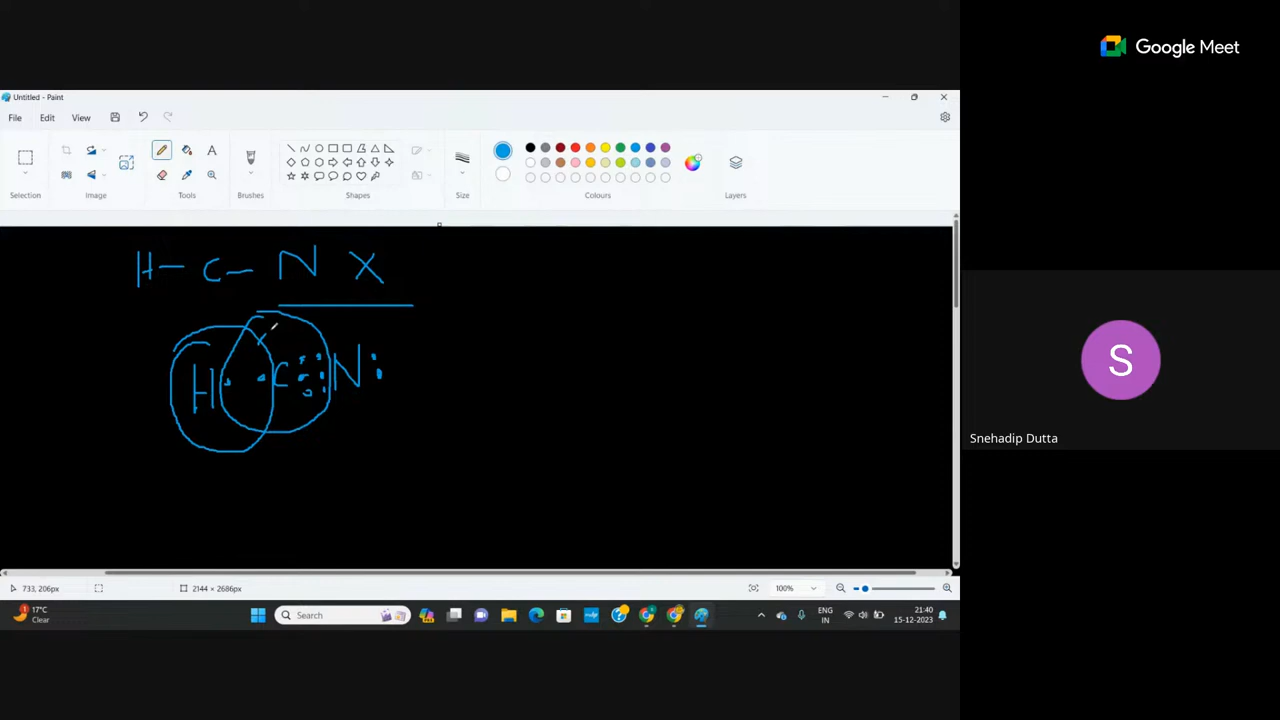 Google Meet
Untitled - Paint
File Edit View
Selection Image Tools Brushes Shapes Size Colours Layers
H - C - N X
H · · C N :
Snehadip Dutta
733, 206px 2144 × 2686px 100%
17°C
Clear
Search
ENG
IN
21:40
15-12-2023
S